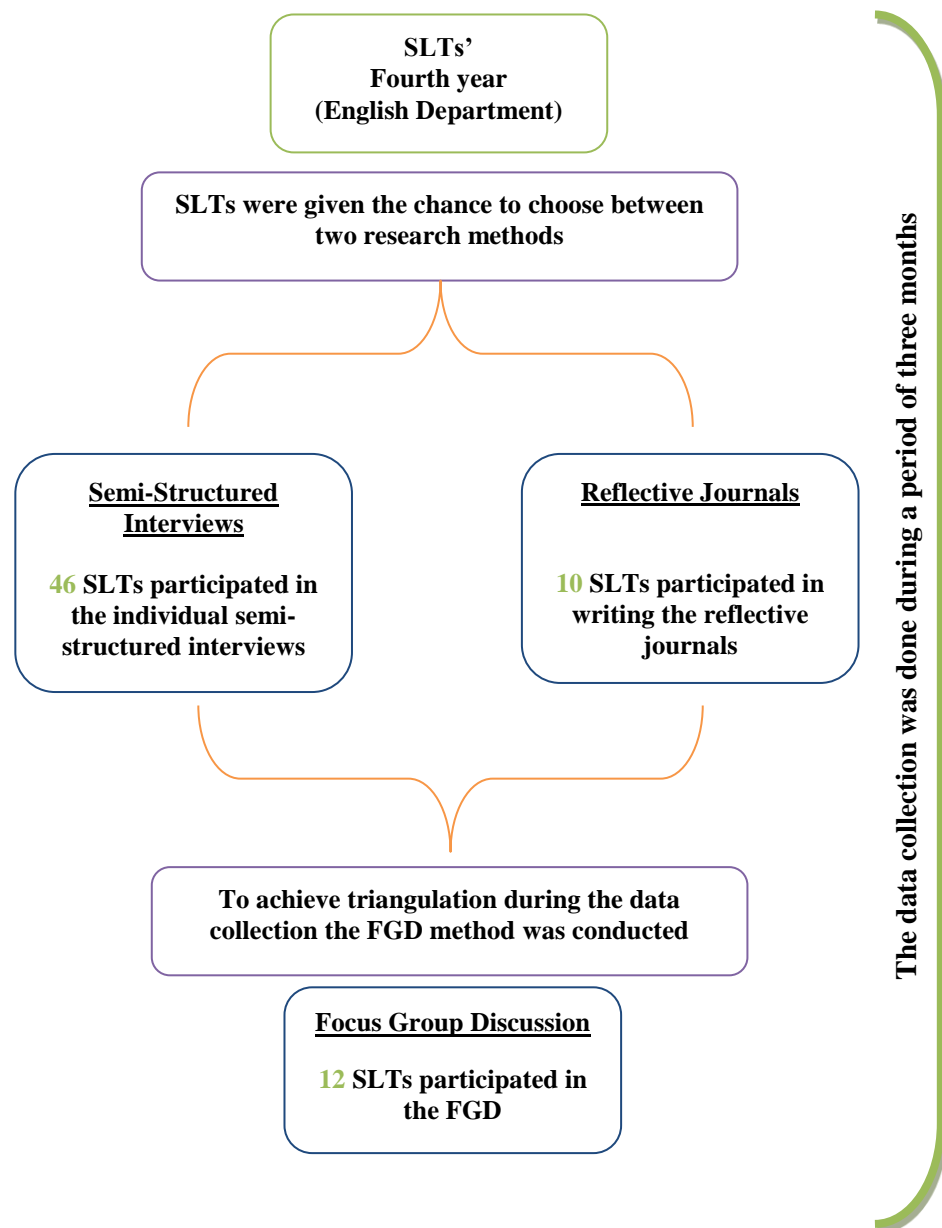 SLTs’
Fourth year
(English Department)
SLTs were given the chance to choose between
two research methods
Semi-Structured
Interviews
46 SLTs participated in
the individual semi-
structured interviews
Reflective Journals
10 SLTs participated in
writing the reflective
journals
To achieve triangulation during the data
collection the FGD method was conducted
Focus Group Discussion
12 SLTs participated in
the FGD
The data collection was done during a period of three months